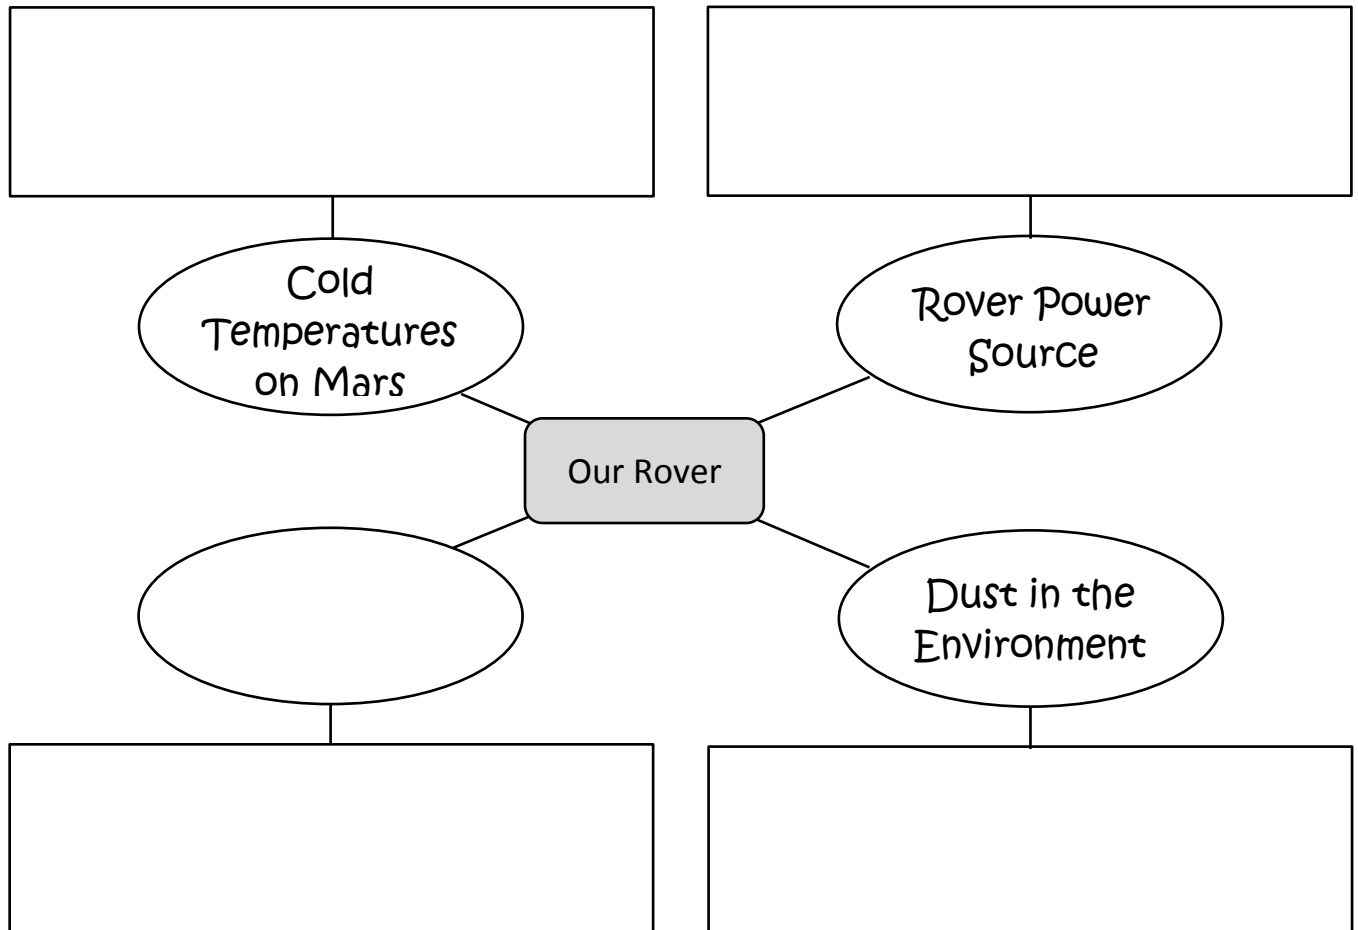 Cold
Temperatures
on Mars
Rover Power
Source
Our Rover
Dust in the
Environment